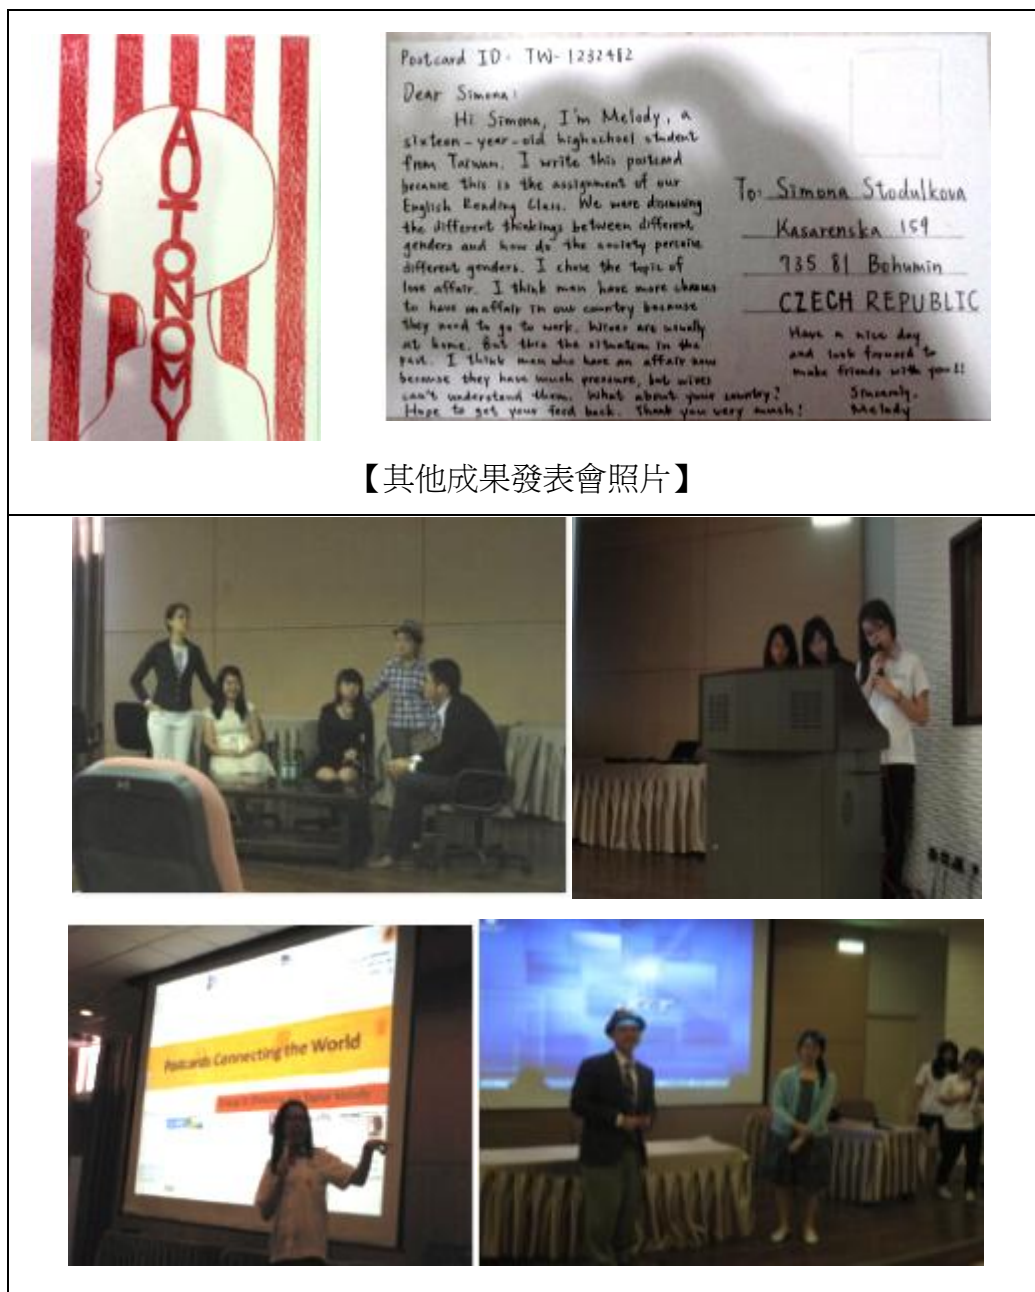 AUTONOMY
Postcard ID: TW-1232482
Dear Simona:
Hi Simona, I'm Melody, a
sixteen-year-old highschool student
from Taiwan. I write this postcard
because this is the assignment of our
English Reading Class. We were discussing
the different thinkings between different
genders and how do the society perceive
different genders. I chose the topic of
love affair. I think man have more chances
to have an affair in our country because
they need to go to work. Wives are usually
at home. But this the situation in the
past. I think man who have an affair now
because they have much pressure, but wives
can't understand them. What about your country?
Hope to get your feed back. Thank you very much!
To: Simona Stodulkova
Kasarenska 159
735 81 Bohumin
CZECH REPUBLIC
Have a nice day
and look forward to
make friends with you!!
Sincerely,
Melody
【其他成果發表會照片】
Postcards Connecting the World